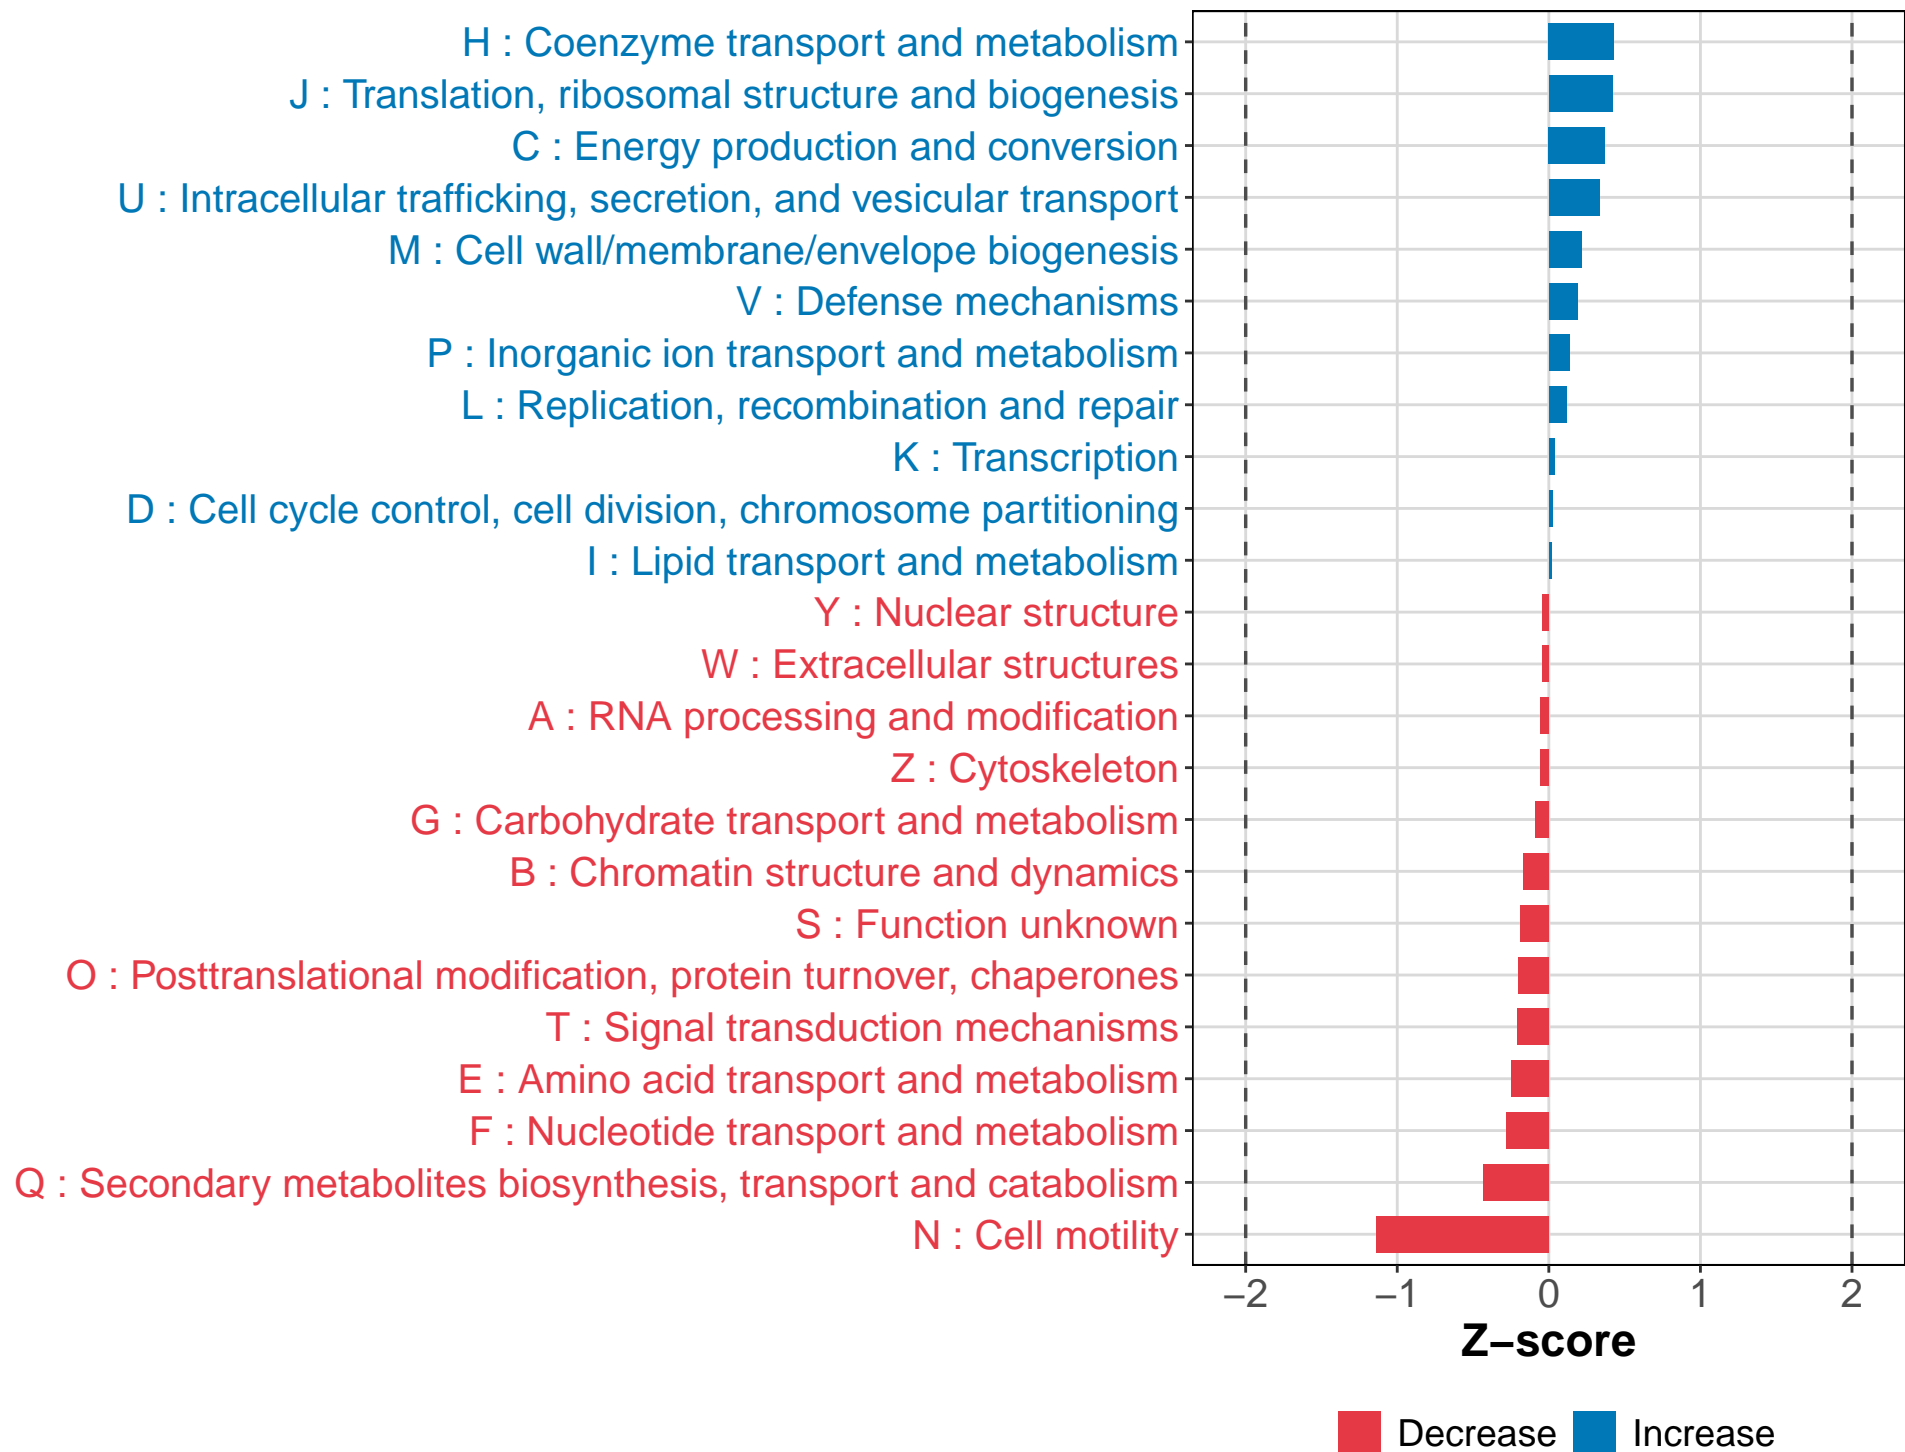 H : Coenzyme transport and metabolism
J : Translation, ribosomal structure and biogenesis
C : Energy production and conversion
U : Intracellular trafficking, secretion, and vesicular transport
M : Cell wall/membrane/envelope biogenesis
V : Defense mechanisms
P : Inorganic ion transport and metabolism
L : Replication, recombination and repair
K : Transcription
D : Cell cycle control, cell division, chromosome partitioning
I : Lipid transport and metabolism
Y : Nuclear structure
W : Extracellular structures
A : RNA processing and modification
Z : Cytoskeleton
G : Carbohydrate transport and metabolism
B : Chromatin structure and dynamics
S : Function unknown
O : Posttranslational modification, protein turnover, chaperones
T : Signal transduction mechanisms
E : Amino acid transport and metabolism
F : Nucleotide transport and metabolism
Q : Secondary metabolites biosynthesis, transport and catabolism
N : Cell motility
−2 −1 0 1 2
Z−score
Decrease Increase